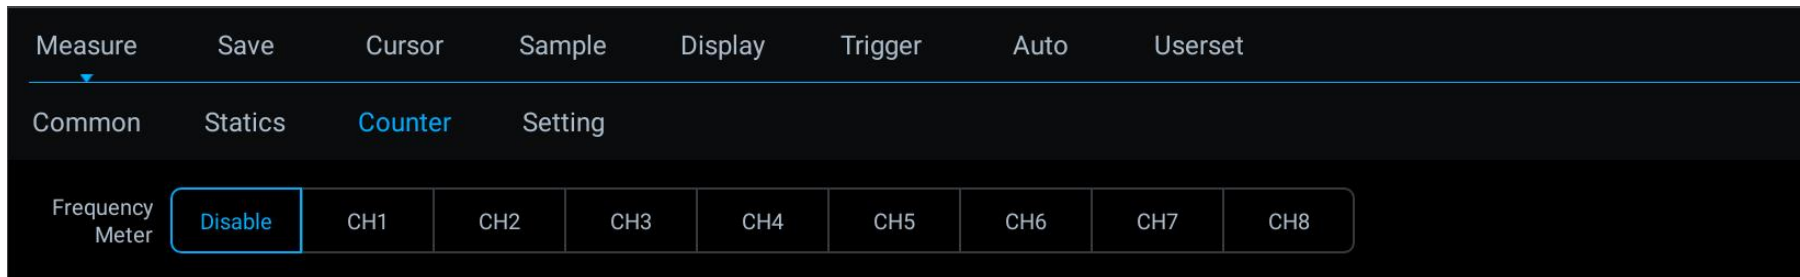 Measure Save Cursor Sample Display Trigger Auto Userset
Common Statics Counter Setting
Frequency
Meter
Disable CH1 CH2 CH3 CH4 CH5 CH6 CH7 CH8